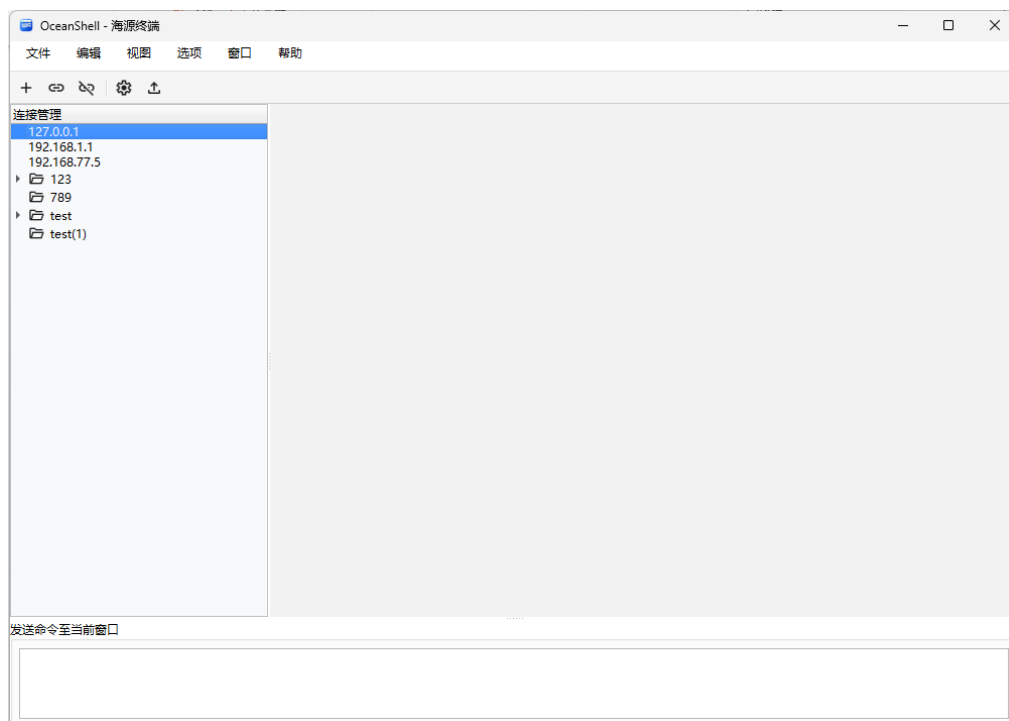 OceanShell - 海源终端
文件 编辑 视图 选项 窗口 帮助
连接管理
127.0.0.1
192.168.1.1
192.168.77.5
123
789
test
test(1)
发送命令至当前窗口